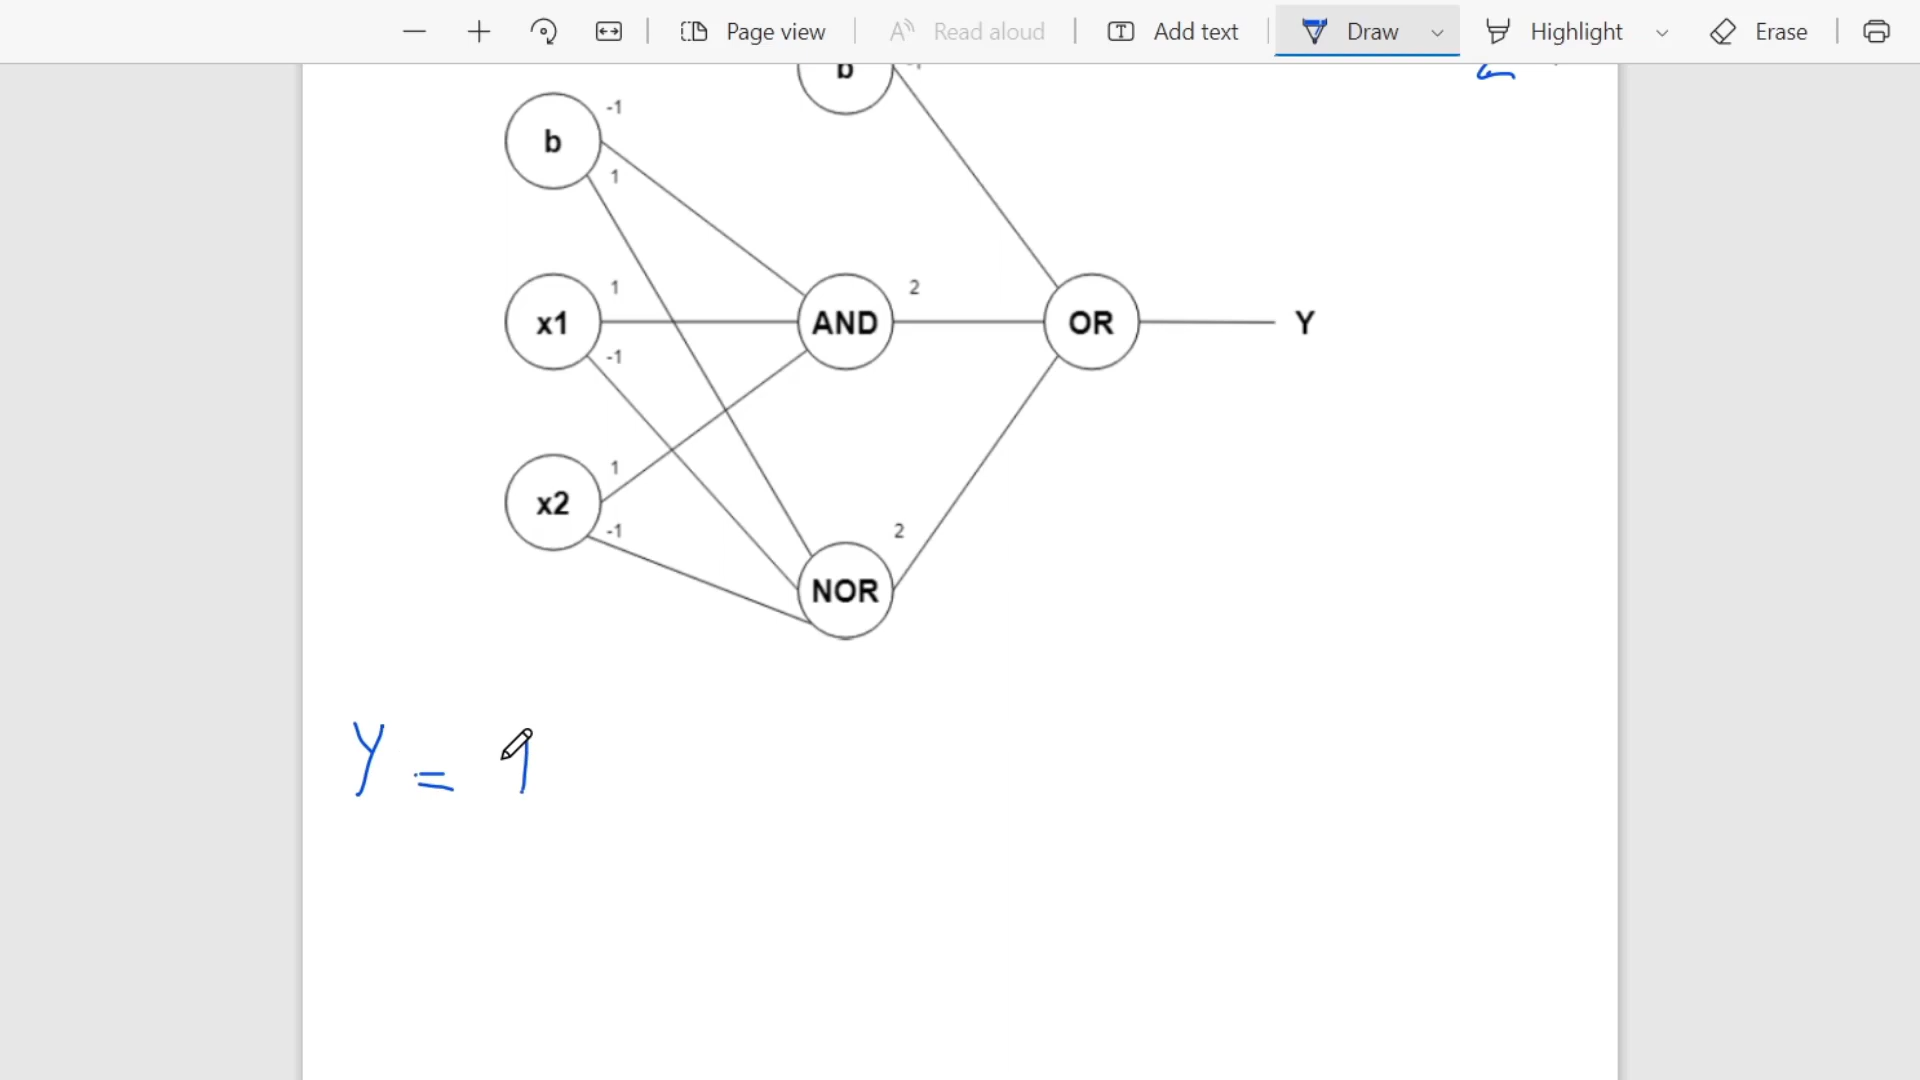 Page view Read aloud Add text Draw Highlight Erase
b
-1
b
1
1
2
x1 AND OR Y
-1
1
x2
-1 2
NOR
Y =